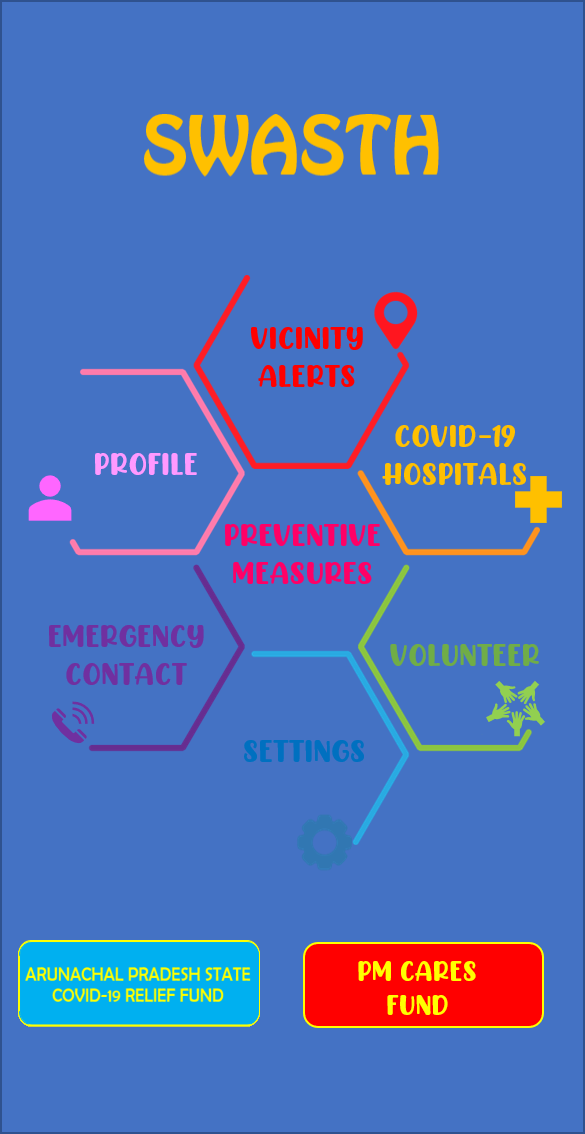 SWASTH
VICINITY
ALERTS
COVID-19
HOSPITALS
PROFILE
PREVENTIVE
MEASURES
EMERGENCY
CONTACT
VOLUNTEER
SETTINGS
ARUNACHAL PRADESH STATE
COVID-19 RELIEF FUND
PM CARES
FUND